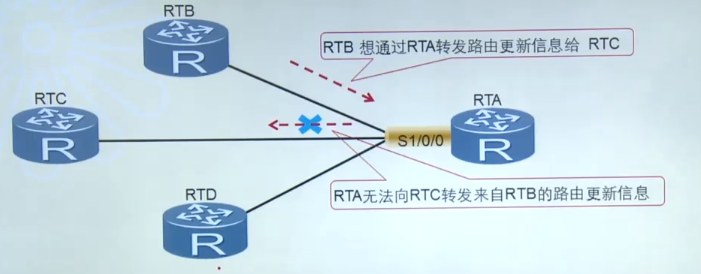 RTB
RTB 想通过RTA转发路由更新信息给 RTC
R
RTC
RTA
R
S1/0/0
R
RTD
RTA无法向RTC转发来自RTB的路由更新信息
R